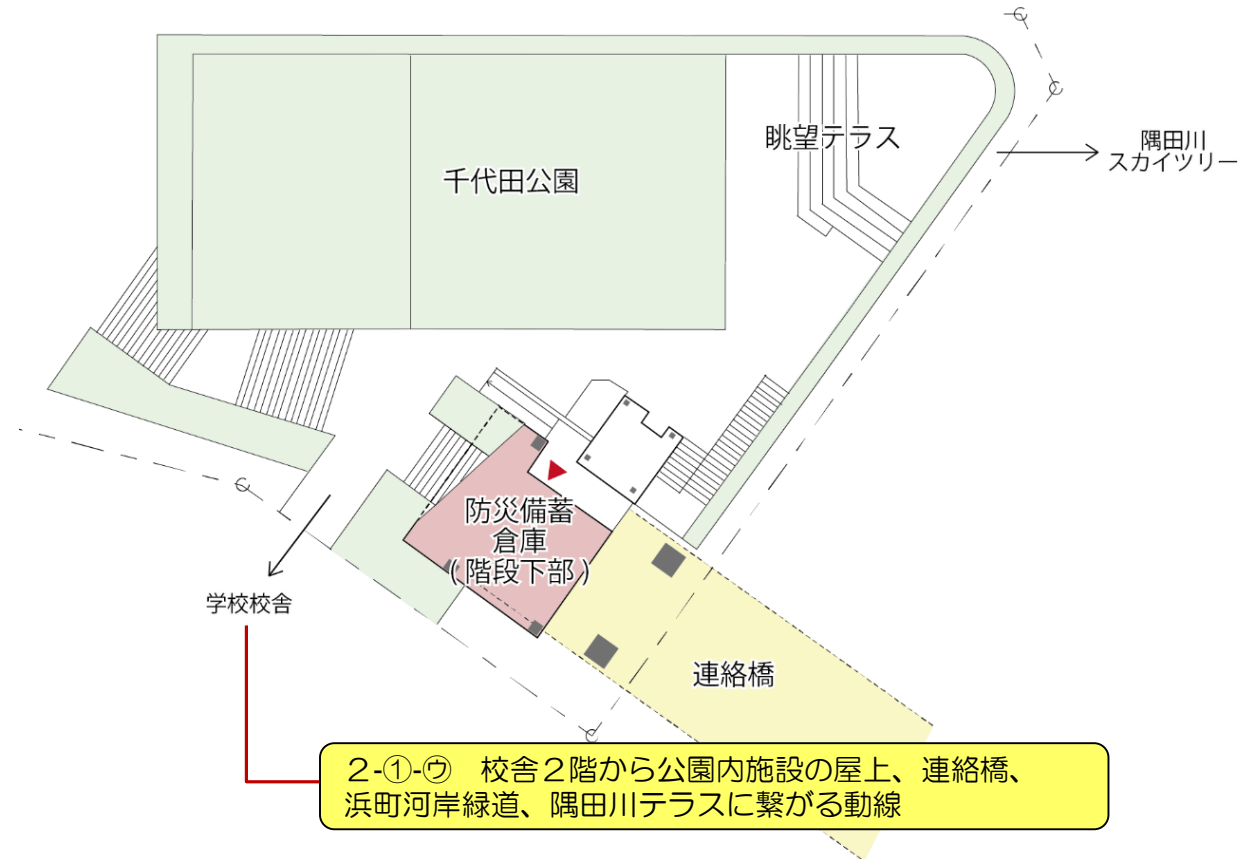 眺望テラス
隅田川
スカイツリー
千代田公園
防災備蓄
倉庫
(階段下部)
学校校舎
連絡橋
2-①-㋒ 校舎2階から公園内施設の屋上、連絡橋、
浜町河岸緑道、隅田川テラスに繋がる動線